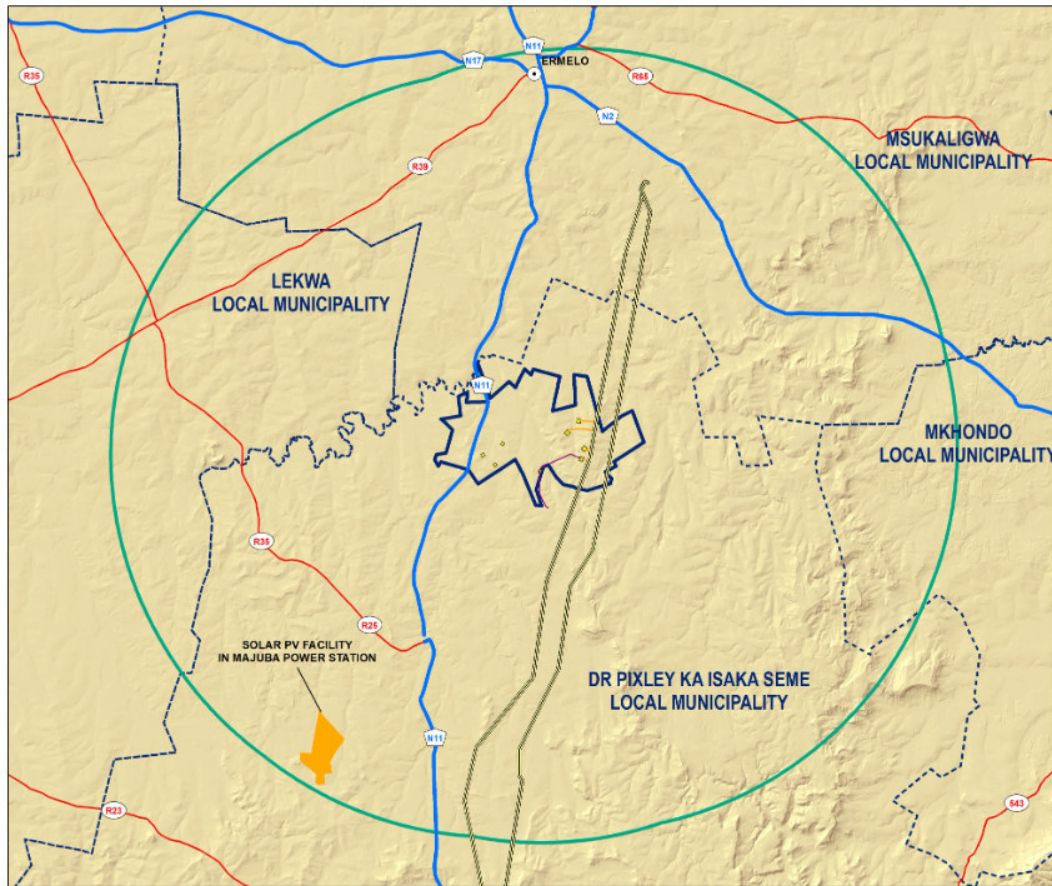 N11
N17
ERMELO
R35
R65
N2
MSUKALIGWA
LOCAL MUNICIPALITY
R39
LEKWA
LOCAL MUNICIPALITY
N11
MKHONDO
LOCAL MUNICIPALITY
R35
R25
SOLAR PV FACILITY
IN MAJUBA POWER STATION
DR PIXLEY KA ISAKA SEME
LOCAL MUNICIPALITY
N11
R23
543